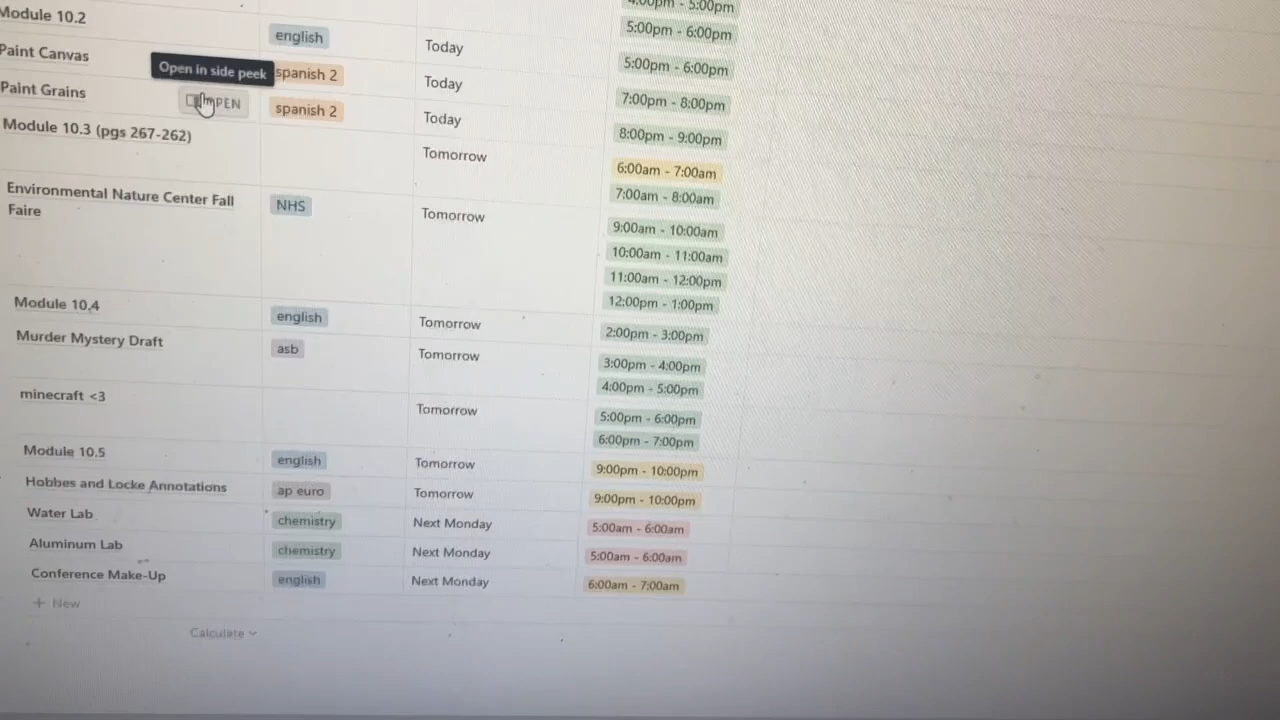 4:00pm - 5:00pm
Module 10.2 english Today 5:00pm - 6:00pm
Paint Canvas spanish 2 Today 5:00pm - 6:00pm
Open in side peek
7:00pm - 8:00pm
Paint Grains PEN spanish 2 Today 8:00pm - 9:00pm
Module 10.3 (pgs 267-262) Tomorrow 6:00am - 7:00am
7:00am - 8:00am
Environmental Nature Center Fall NHS Tomorrow 9:00am - 10:00am
Faire 10:00am - 11:00am
11:00am - 12:00pm
12:00pm - 1:00pm
Module 10.4 english Tomorrow 2:00pm - 3:00pm
Murder Mystery Draft asb Tomorrow 3:00pm - 4:00pm
4:00pm - 5:00pm
minecraft <3 Tomorrow 5:00pm - 6:00pm
6:00pm - 7:00pm
Module 10.5 english Tomorrow 9:00pm - 10:00pm
Hobbes and Locke Annotations ap euro Tomorrow 9:00pm - 10:00pm
Water Lab chemistry Next Monday 5:00am - 6:00am
Aluminum Lab chemistry Next Monday 5:00am - 6:00am
Conference Make-Up english Next Monday 6:00am - 7:00am
+ New
Calculate